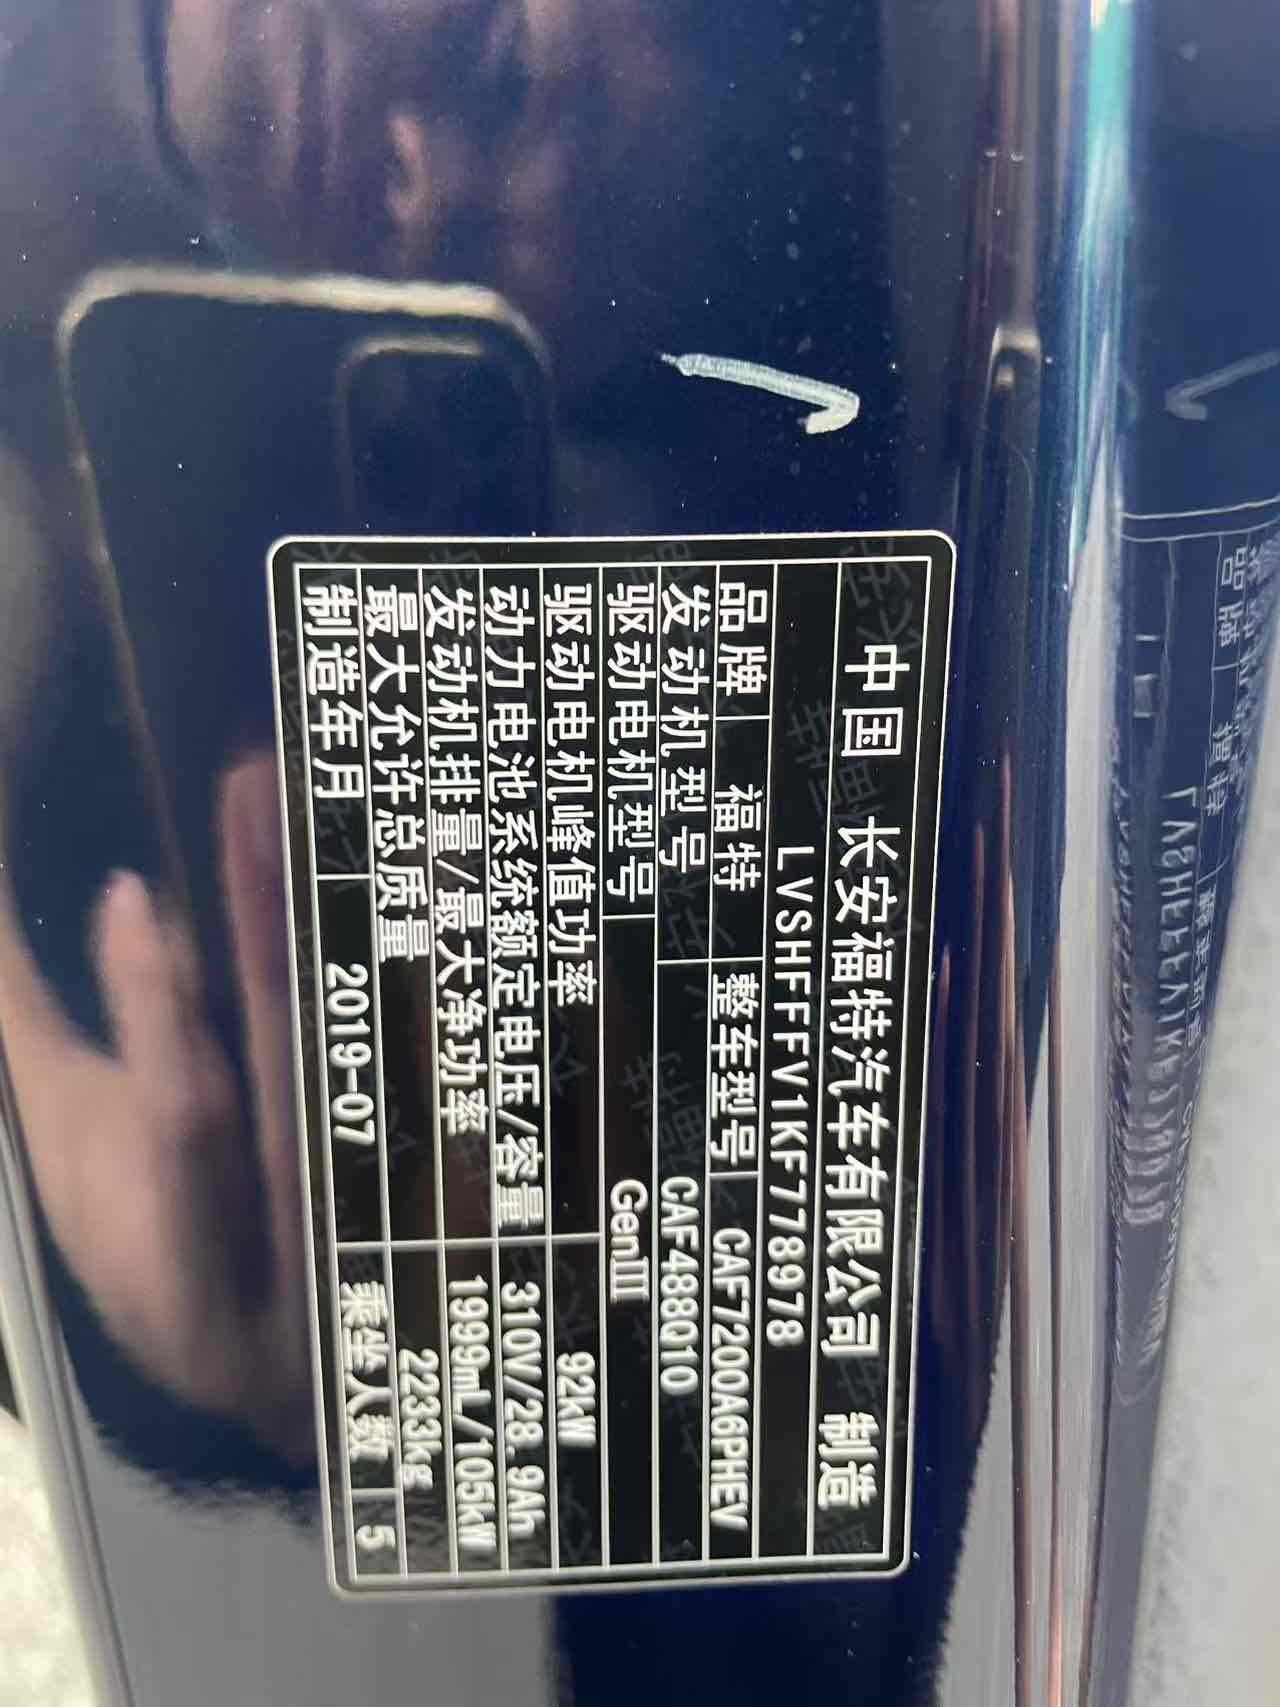 中国 长安福特汽车有限公司 制造
LVSHFFFV1KF778978
品牌 福特 整车型号 CAF7200A6PHEV
发动机型号 CAF488Q10
驱动电机型号 GenIII
驱动电机峰值功率 92kW
动力电池系统额定电压/容量 310V/28.9Ah
发动机排量/最大净功率 1999mL/105kW
最大允许总质量 2233kg
制造年月 2019-07 乘坐人数 5